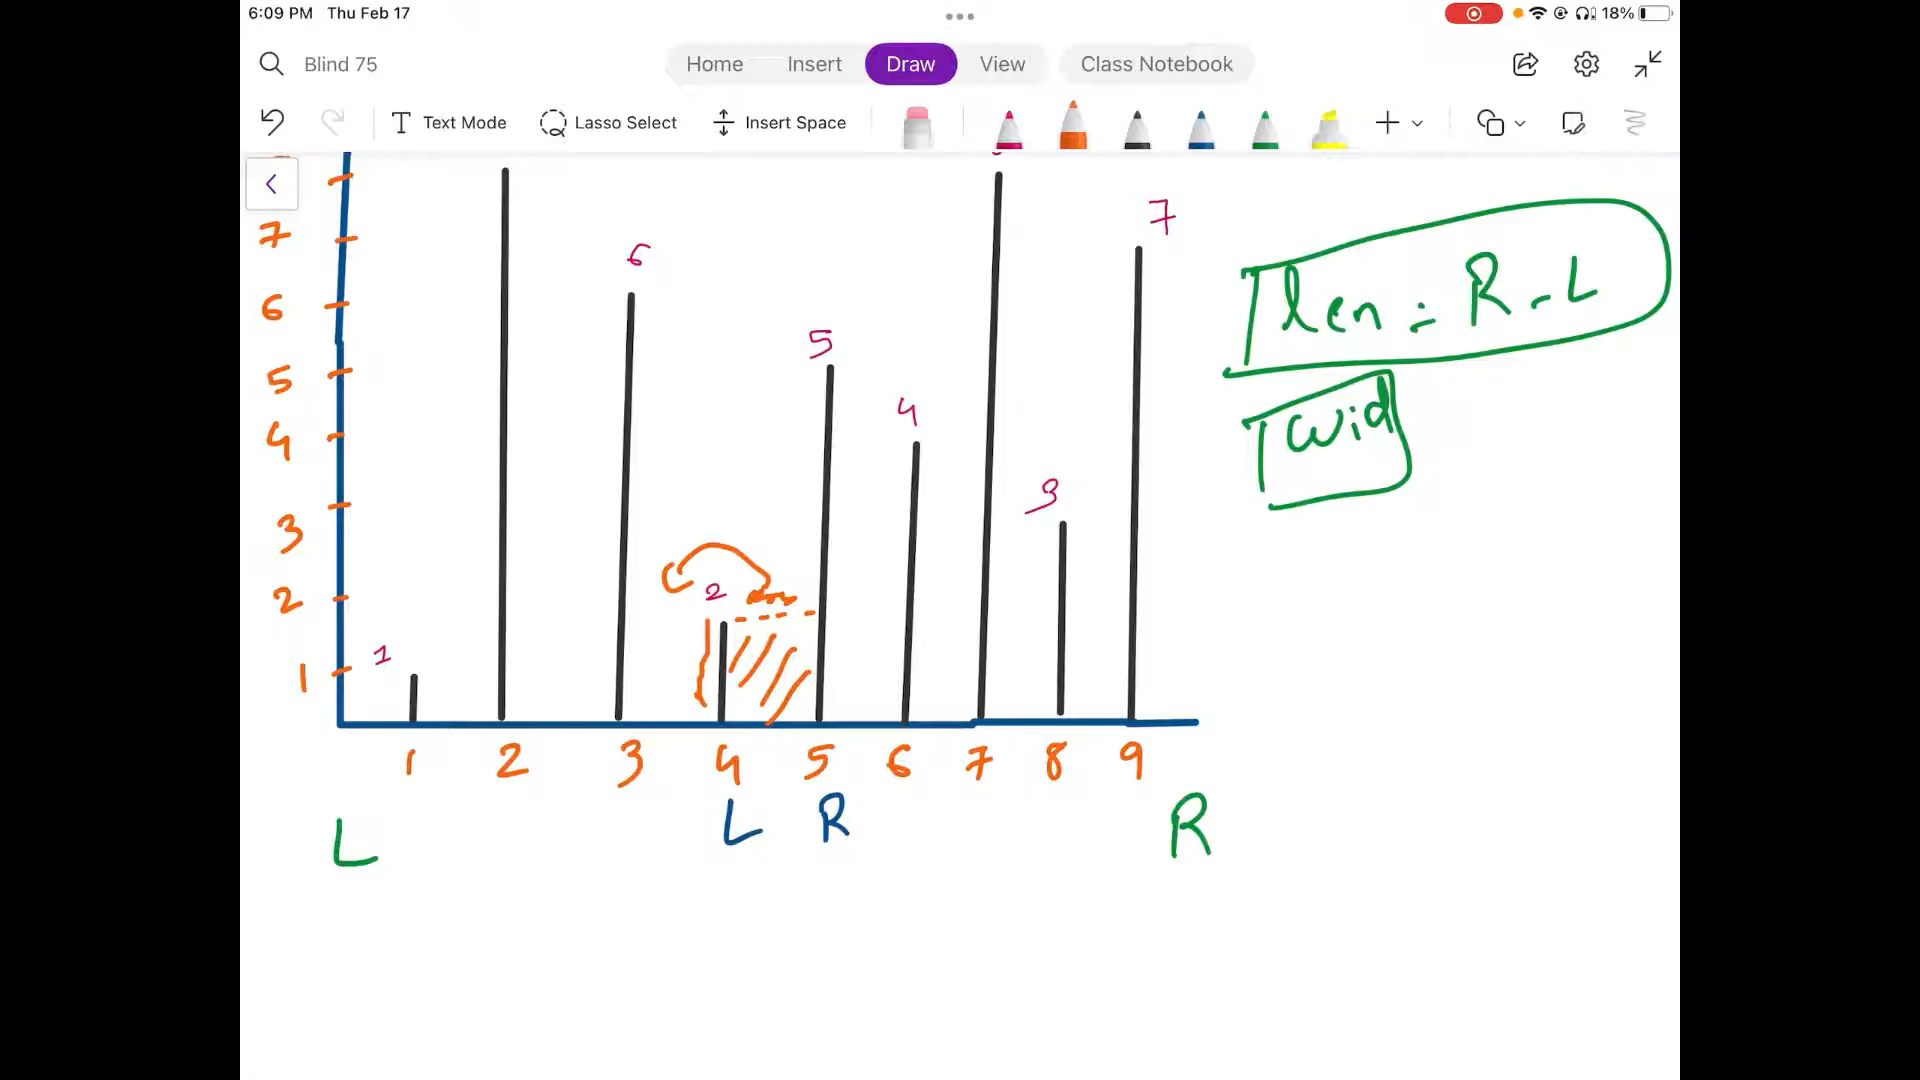 6:09 PM Thu Feb 17
18%
Blind 75
Home Insert Draw View Class Notebook
Text Mode Lasso Select Insert Space
7
7
6
len = R - L
6
5
5
4
wid
4
3
3
2
2
1
1
1 2 3 4 5 6 7 8 9
L R
L R